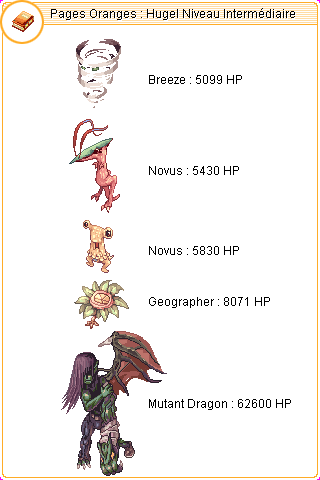 Pages Oranges : Hugel Niveau Intermédiaire
Breeze : 5099 HP
Novus : 5430 HP
Novus : 5830 HP
Geographer : 8071 HP
Mutant Dragon : 62600 HP